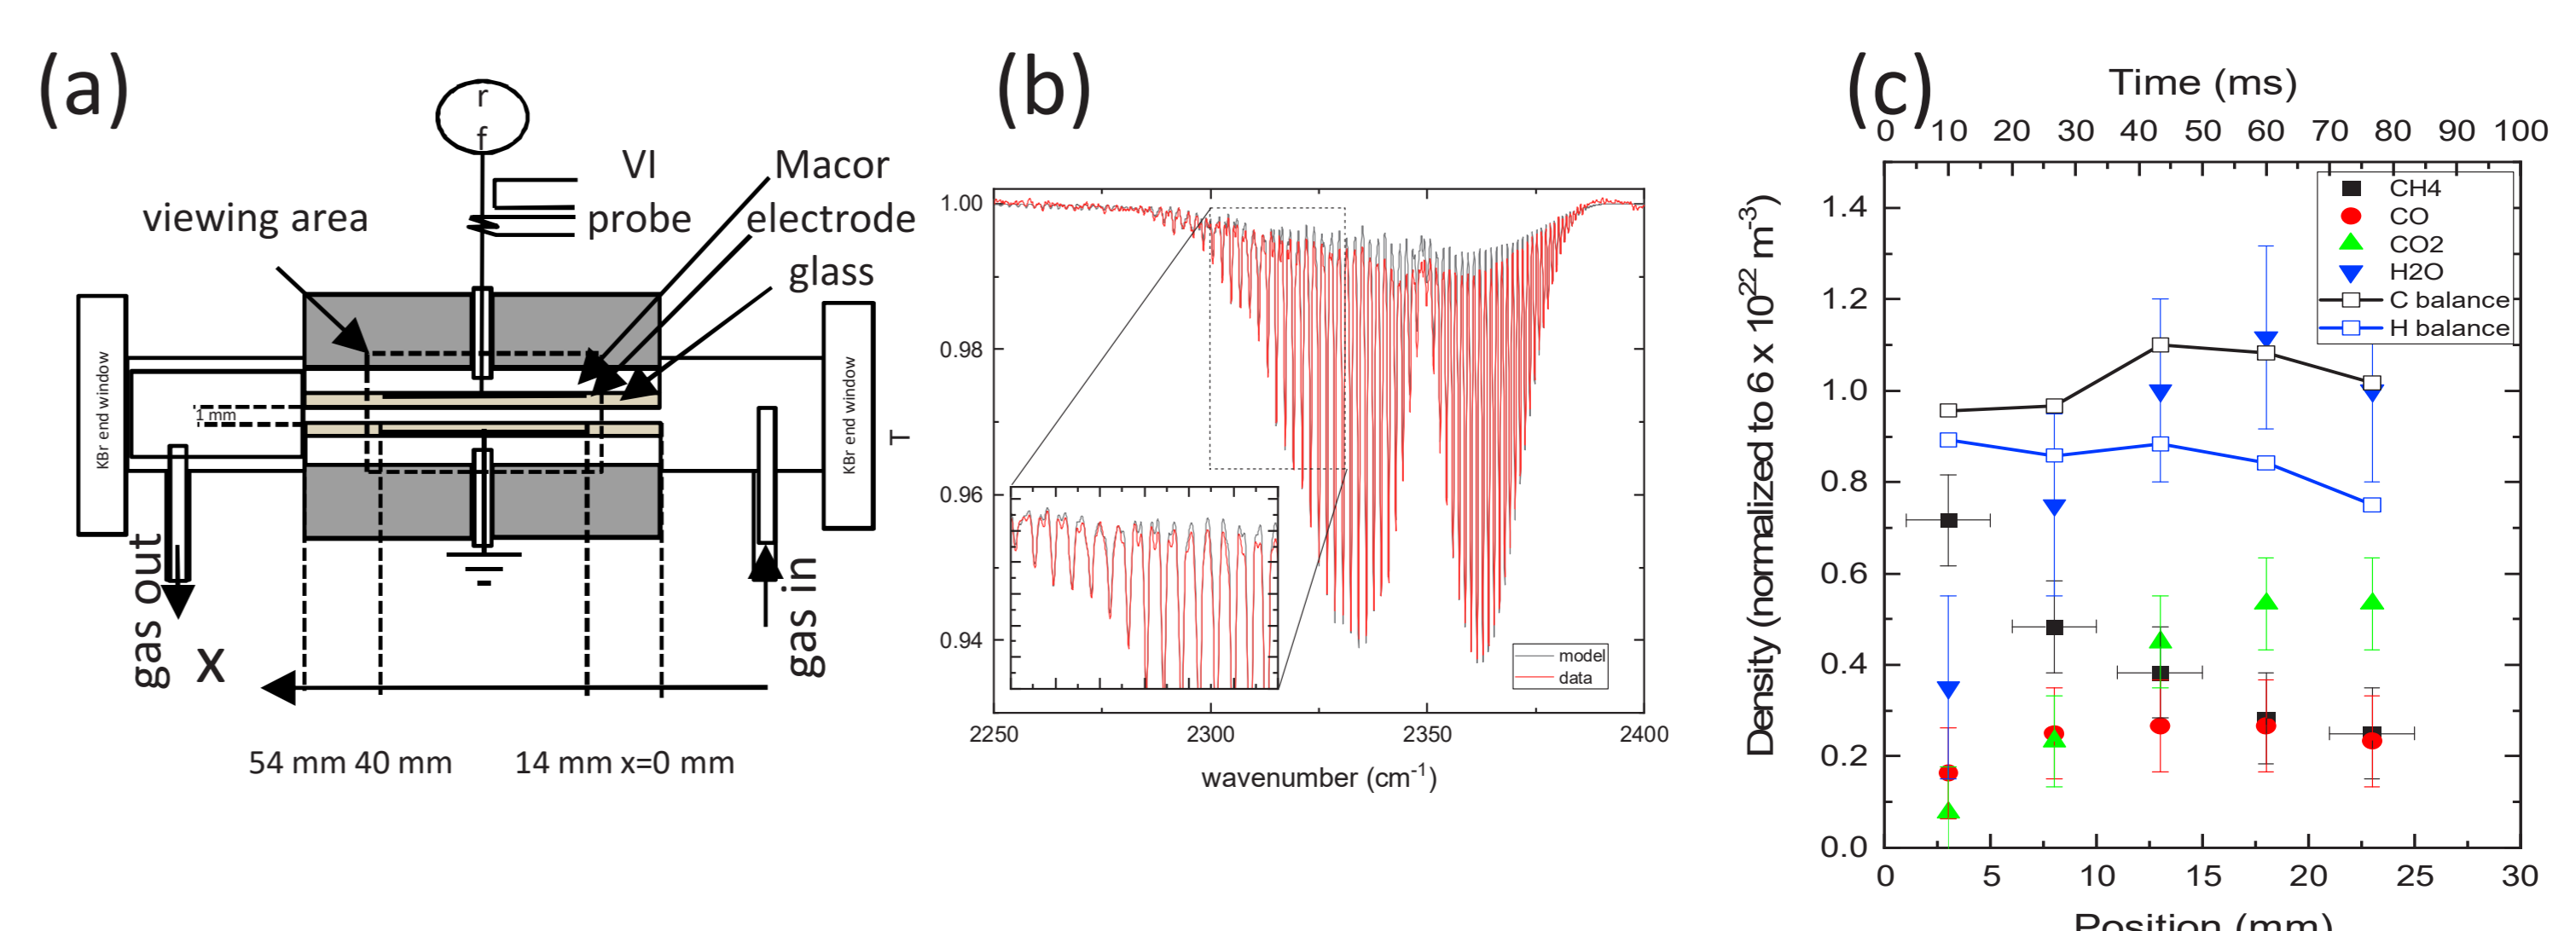 (a)
r
f
VI
probe
Macor
electrode
glass
viewing area
KBr end window
1 mm
KBr end window
T
gas out
gas in
X
54 mm 40 mm
14 mm x=0 mm
(b)
1.00
0.98
0.96
0.94
2250
2300
2350
2400
wavenumber (cm-1)
model
data
(c)
Time (ms)
0 10 20 30 40 50 60 70 80 90 100
Density (normalized to 6 x 10^22 m^-3)
1.4
1.2
1.0
0.8
0.6
0.4
0.2
0.0
CH4
CO
CO2
H2O
C balance
H balance
0 5 10 15 20 25 30
Position (mm)